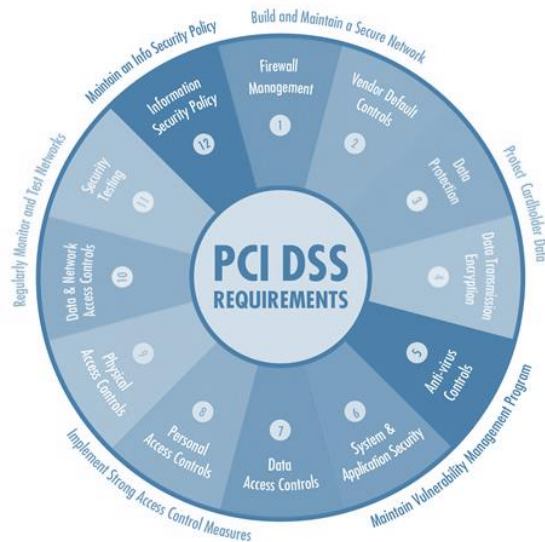 PCI DSS
REQUIREMENTS
Build and Maintain a Secure Network
Firewall
Management
1
Vendor Default
Controls
2
Protect Cardholder Data
Data
Protection
3
Data Transmission
Encryption
4
Maintain Vulnerability Management Program
Anti-virus
Controls
5
System &
Application Security
6
Implement Strong Access Control Measures
Data
Access Controls
7
Personal
Access Controls
8
Physical
Access Controls
9
Regularly Monitor and Test Networks
Data & Network
Access Controls
10
Security
Testing
11
Maintain an Info Security Policy
Information
Security Policy
12